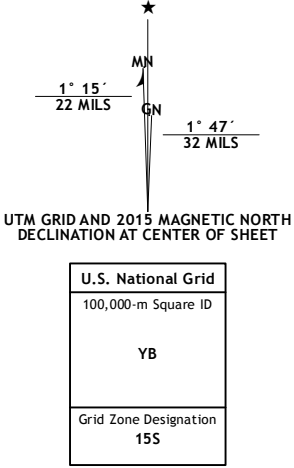 MN
1° 15´
22 MILS
GN
1° 47´
32 MILS
UTM GRID AND 2015 MAGNETIC NORTH
DECLINATION AT CENTER OF SHEET
U.S. National Grid
100,000-m Square ID
YB
Grid Zone Designation
15S